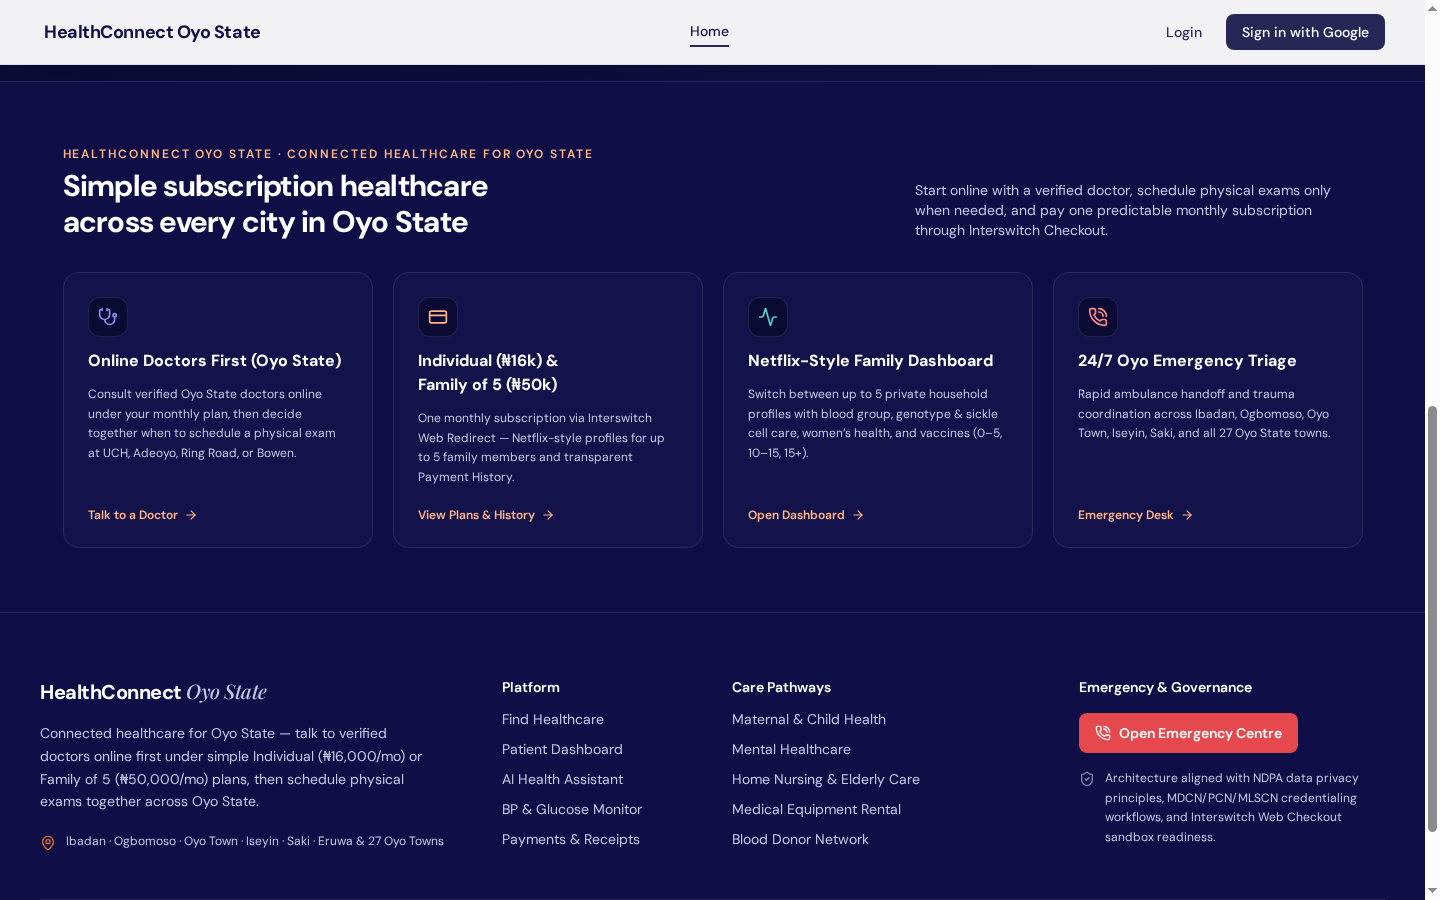 HealthConnect Oyo State
Home
Login
Sign in with Google
HEALTHCONNECT OYO STATE · CONNECTED HEALTHCARE FOR OYO STATE
Simple subscription healthcare
across every city in Oyo State
Start online with a verified doctor, schedule physical exams only
when needed, and pay one predictable monthly subscription
through Interswitch Checkout.
Online Doctors First (Oyo State)
Consult verified Oyo State doctors online
under your monthly plan, then decide
together when to schedule a physical exam
at UCH, Adeoyo, Ring Road, or Bowen.
Talk to a Doctor →
Individual (₦16k) &
Family of 5 (₦50k)
One monthly subscription via Interswitch
Web Redirect — Netflix-style profiles for up
to 5 family members and transparent
Payment History.
View Plans & History →
Netflix-Style Family Dashboard
Switch between up to 5 private household
profiles with blood group, genotype & sickle
cell care, women's health, and vaccines (0–5,
10–15, 15+).
Open Dashboard →
24/7 Oyo Emergency Triage
Rapid ambulance handoff and trauma
coordination across Ibadan, Ogbomoso, Oyo
Town, Iseyin, Saki, and all 27 Oyo State towns.
Emergency Desk →
HealthConnect Oyo State
Connected healthcare for Oyo State — talk to verified
doctors online first under simple Individual (₦16,000/mo) or
Family of 5 (₦50,000/mo) plans, then schedule physical
exams together across Oyo State.
Ibadan · Ogbomoso · Oyo Town · Iseyin · Saki · Eruwa & 27 Oyo Towns
Platform
Find Healthcare
Patient Dashboard
AI Health Assistant
BP & Glucose Monitor
Payments & Receipts
Care Pathways
Maternal & Child Health
Mental Healthcare
Home Nursing & Elderly Care
Medical Equipment Rental
Blood Donor Network
Emergency & Governance
Open Emergency Centre
Architecture aligned with NDPA data privacy
principles, MDCN/PCN/MLSCN credentialing
workflows, and Interswitch Web Checkout
sandbox readiness.